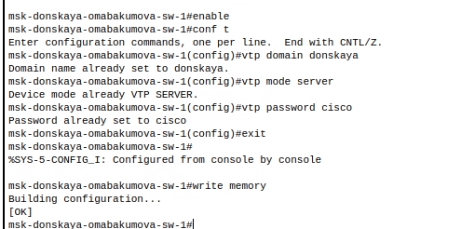 msk-donskaya-omabakumova-sw-1#enable
msk-donskaya-omabakumova-sw-1#conf t
Enter configuration commands, one per line.  End with CNTL/Z.
msk-donskaya-omabakumova-sw-1(config)#vtp domain donskaya
Domain name already set to donskaya.
msk-donskaya-omabakumova-sw-1(config)#vtp mode server
Device mode already VTP SERVER.
msk-donskaya-omabakumova-sw-1(config)#vtp password cisco
Password already set to cisco
msk-donskaya-omabakumova-sw-1(config)#exit
msk-donskaya-omabakumova-sw-1#
%SYS-5-CONFIG_I: Configured from console by console

msk-donskaya-omabakumova-sw-1#write memory
Building configuration...
[OK]
msk-donskaya-omabakumova-sw-1#